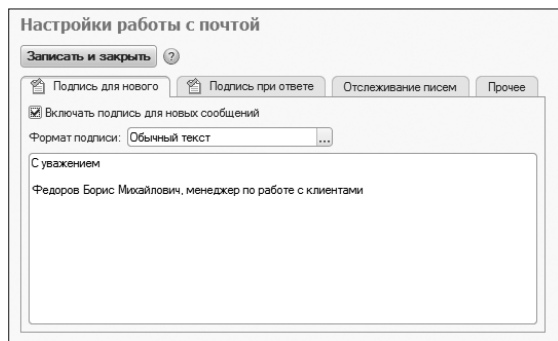 Настройки работы с почтой
Записать и закрыть ?
Подпись для нового Подпись при ответе Отслеживание писем Прочее
Включать подпись для новых сообщений
Формат подписи: Обычный текст ...
С уважением
Федоров Борис Михайлович, менеджер по работе с клиентами